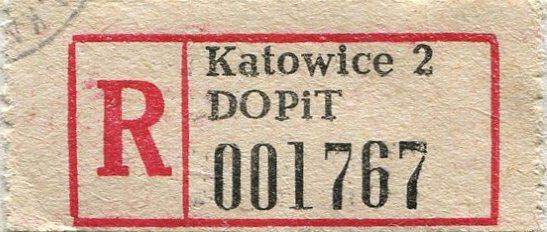 R
Katowice 2
DOPiT
001767